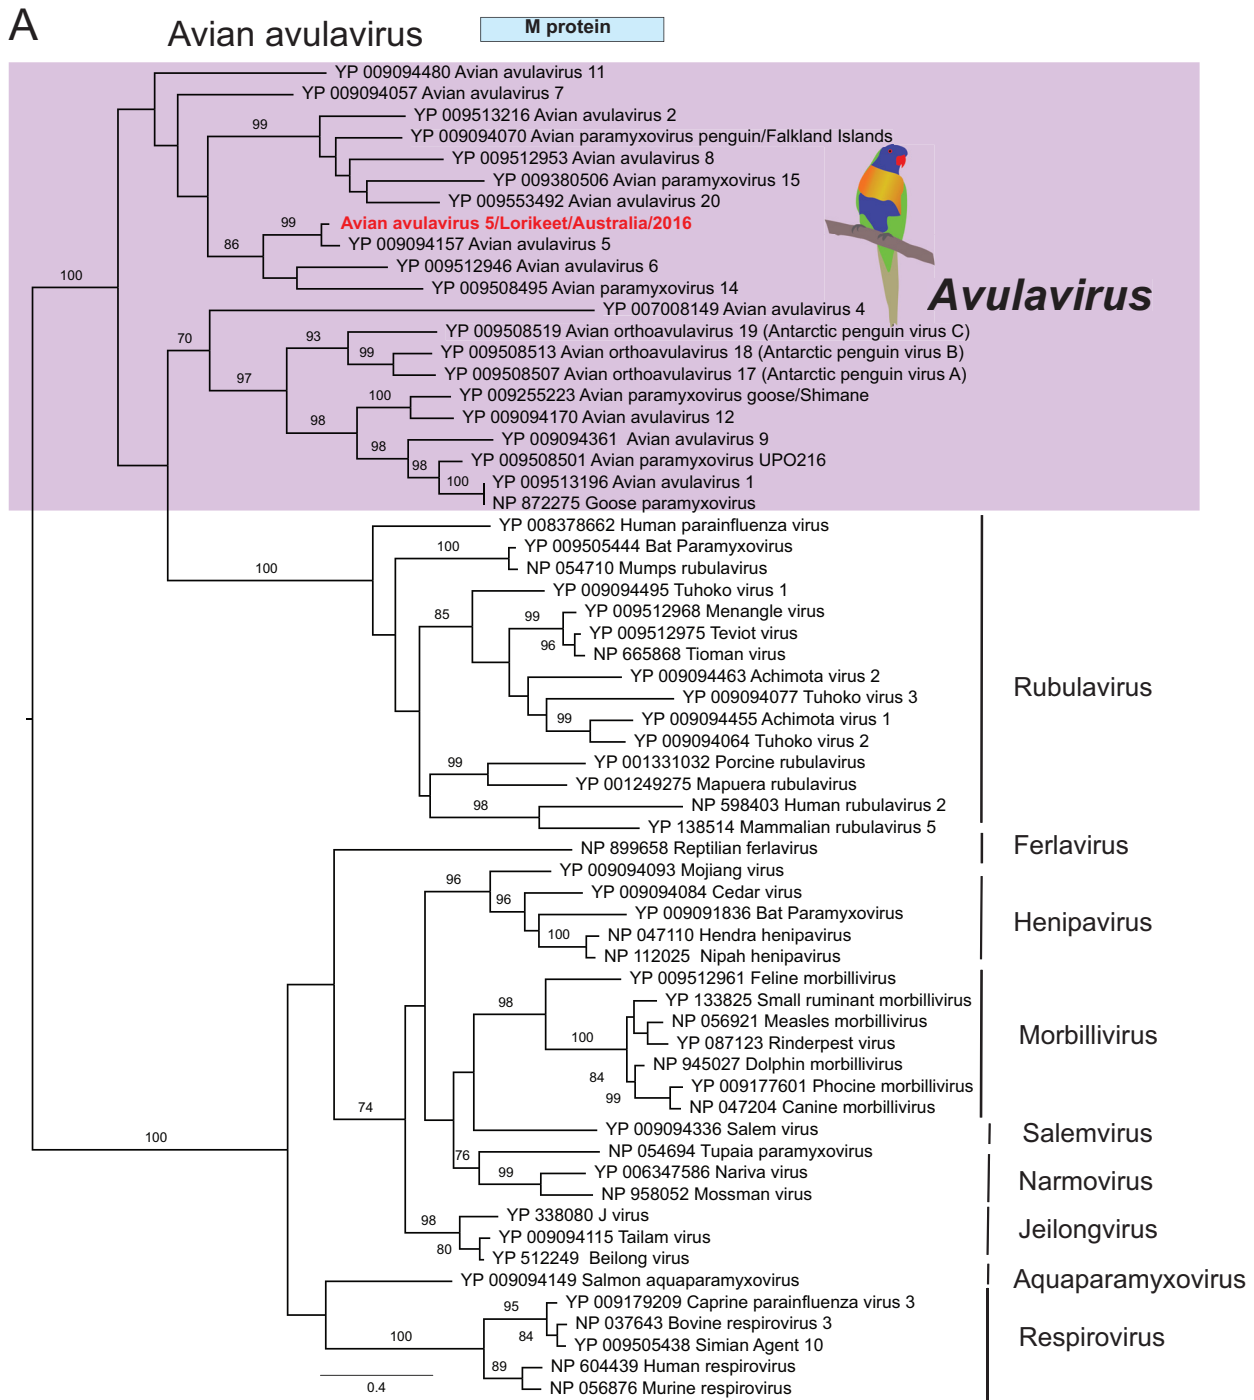 A
Avian avulavirus
M protein
YP 009094480 Avian avulavirus 11
YP 009094057 Avian avulavirus 7
YP 009513216 Avian avulavirus 2
99
YP 009094070 Avian paramyxovirus penguin/Falkland Islands
YP 009512953 Avian avulavirus 8
YP 009380506 Avian paramyxovirus 15
YP 009553492 Avian avulavirus 20
99
Avian avulavirus 5/Lorikeet/Australia/2016
86
YP 009094157 Avian avulavirus 5
YP 009512946 Avian avulavirus 6
100
YP 009508495 Avian paramyxovirus 14
Avulavirus
YP 007008149 Avian avulavirus 4
70
93
YP 009508519 Avian orthoavulavirus 19 (Antarctic penguin virus C)
99
YP 009508513 Avian orthoavulavirus 18 (Antarctic penguin virus B)
97
YP 009508507 Avian orthoavulavirus 17 (Antarctic penguin virus A)
100
YP 009255223 Avian paramyxovirus goose/Shimane
98
YP 009094170 Avian avulavirus 12
98
YP 009094361 Avian avulavirus 9
98
YP 009508501 Avian paramyxovirus UPO216
100
YP 009513196 Avian avulavirus 1
NP 872275 Goose paramyxovirus
YP 008378662 Human parainfluenza virus
100
YP 009505444 Bat Paramyxovirus
100
NP 054710 Mumps rubulavirus
YP 009094495 Tuhoko virus 1
85
99
YP 009512968 Menangle virus
96
YP 009512975 Teviot virus
NP 665868 Tioman virus
YP 009094463 Achimota virus 2
Rubulavirus
YP 009094077 Tuhoko virus 3
99
YP 009094455 Achimota virus 1
YP 009094064 Tuhoko virus 2
99
YP 001331032 Porcine rubulavirus
YP 001249275 Mapuera rubulavirus
98
NP 598403 Human rubulavirus 2
YP 138514 Mammalian rubulavirus 5
NP 899658 Reptilian ferlavirus
Ferlavirus
YP 009094093 Mojiang virus
96
96
YP 009094084 Cedar virus
YP 009091836 Bat Paramyxovirus
Henipavirus
100
NP 047110 Hendra henipavirus
NP 112025 Nipah henipavirus
YP 009512961 Feline morbillivirus
98
YP 133825 Small ruminant morbillivirus
NP 056921 Measles morbillivirus
Morbillivirus
100
YP 087123 Rinderpest virus
NP 945027 Dolphin morbillivirus
84
YP 009177601 Phocine morbillivirus
99
NP 047204 Canine morbillivirus
74
YP 009094336 Salem virus
Salemvirus
100
76
NP 054694 Tupaia paramyxovirus
99
YP 006347586 Nariva virus
Narmovirus
NP 958052 Mossman virus
98
YP 338080 J virus
Jeilongvirus
80
YP 009094115 Tailam virus
YP 512249 Beilong virus
YP 009094149 Salmon aquaparamyxovirus
Aquaparamyxovirus
95
YP 009179209 Caprine parainfluenza virus 3
NP 037643 Bovine respirovirus 3
Respirovirus
100
84
YP 009505438 Simian Agent 10
89
NP 604439 Human respirovirus
NP 056876 Murine respirovirus
0.4